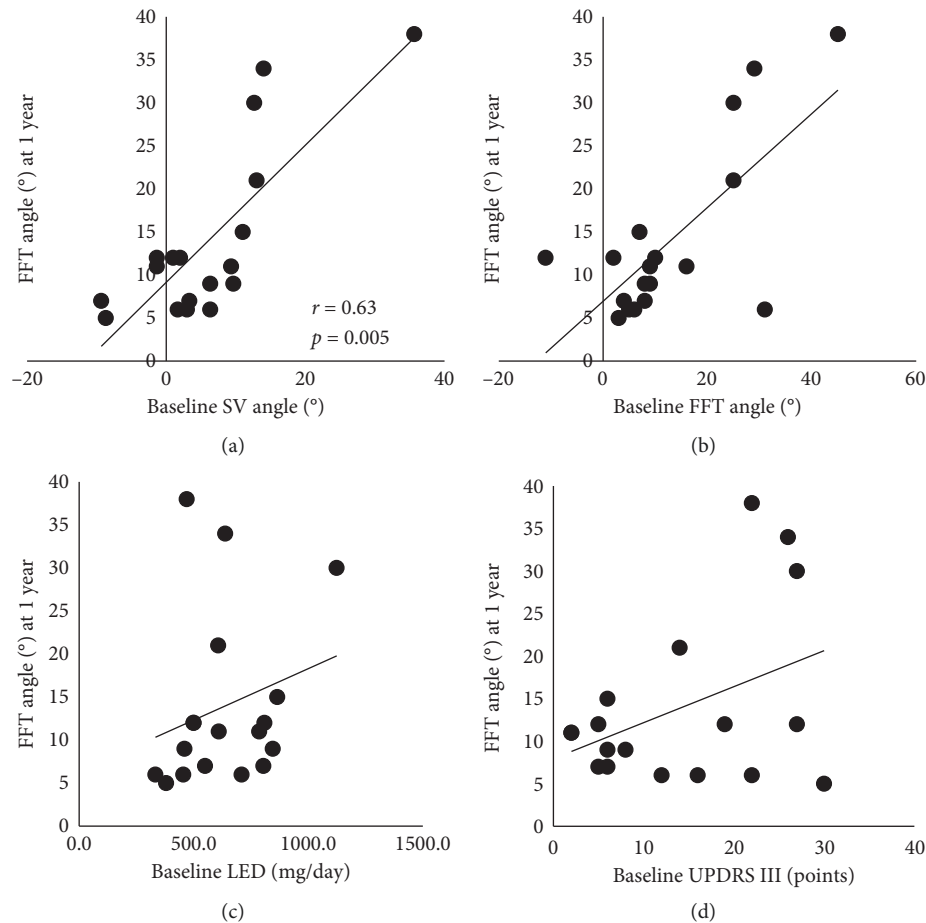 40
35
30
25
20
15
10
5
0
FFT angle (°) at 1 year
r = 0.63
p = 0.005
–20 0 20 40
Baseline SV angle (°)
(a)
40
35
30
25
20
15
10
5
0
FFT angle (°) at 1 year
–20 0 20 40 60
Baseline FFT angle (°)
(b)
40
35
30
25
20
15
10
5
0
FFT angle (°) at 1 year
0.0 500.0 1000.0 1500.0
Baseline LED (mg/day)
(c)
40
35
30
25
20
15
10
5
0
FFT angle (°) at 1 year
0 10 20 30 40
Baseline UPDRS III (points)
(d)